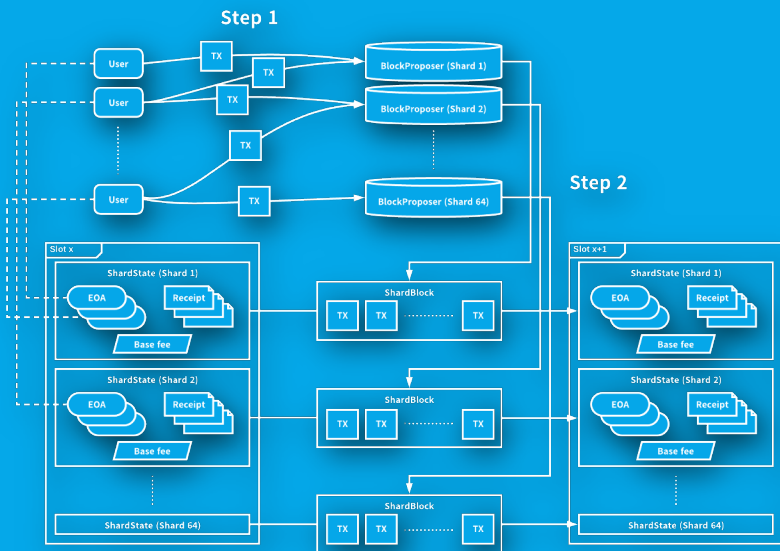 Step 1
User
TX
TX
BlockProposer (Shard 1)
User
TX
BlockProposer (Shard 2)
TX
Step 2
User
TX
BlockProposer (Shard 64)
Slot x
Slot x+1
ShardState (Shard 1)
EOA
Receipt
Base fee
ShardBlock
TX
TX
TX
ShardState (Shard 1)
EOA
Receipt
Base fee
ShardState (Shard 2)
EOA
Receipt
Base fee
ShardBlock
TX
TX
TX
ShardState (Shard 2)
EOA
Receipt
Base fee
ShardState (Shard 64)
ShardBlock
TX
TX
TX
ShardState (Shard 64)